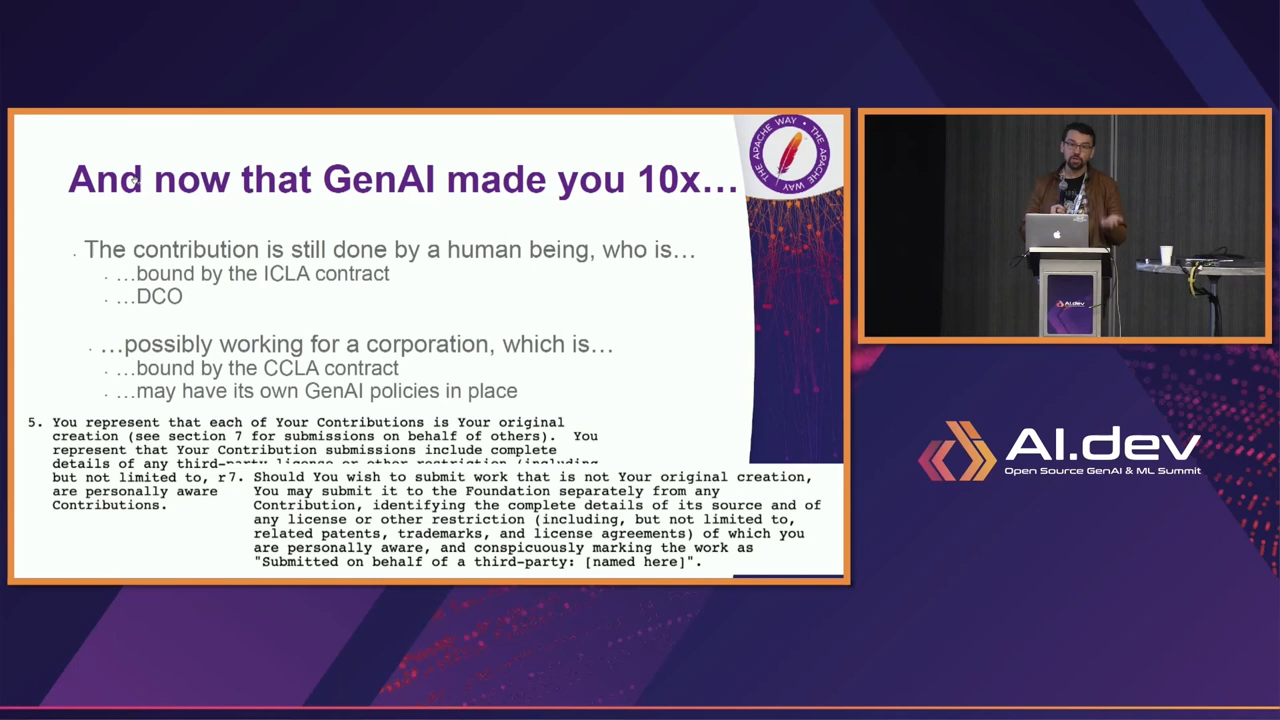 And now that GenAI made you 10x…
THE APACHE WAY • THE APACHE WAY
The contribution is still done by a human being, who is…
…bound by the ICLA contract
…DCO
…possibly working for a corporation, which is…
…bound by the CCLA contract
…may have its own GenAI policies in place
5. You represent that each of Your Contributions is Your original
creation (see section 7 for submissions on behalf of others). You
represent that Your Contribution submissions include complete
details of any third-party license or other restriction (including
but not limited to, r
are personally aware
Contributions.
7. Should You wish to submit work that is not Your original creation,
You may submit it to the Foundation separately from any
Contribution, identifying the complete details of its source and of
any license or other restriction (including, but not limited to,
related patents, trademarks, and license agreements) of which you
are personally aware, and conspicuously marking the work as
"Submitted on behalf of a third-party: [named here]".
AI.dev
AI.dev
Open Source GenAI & ML Summit